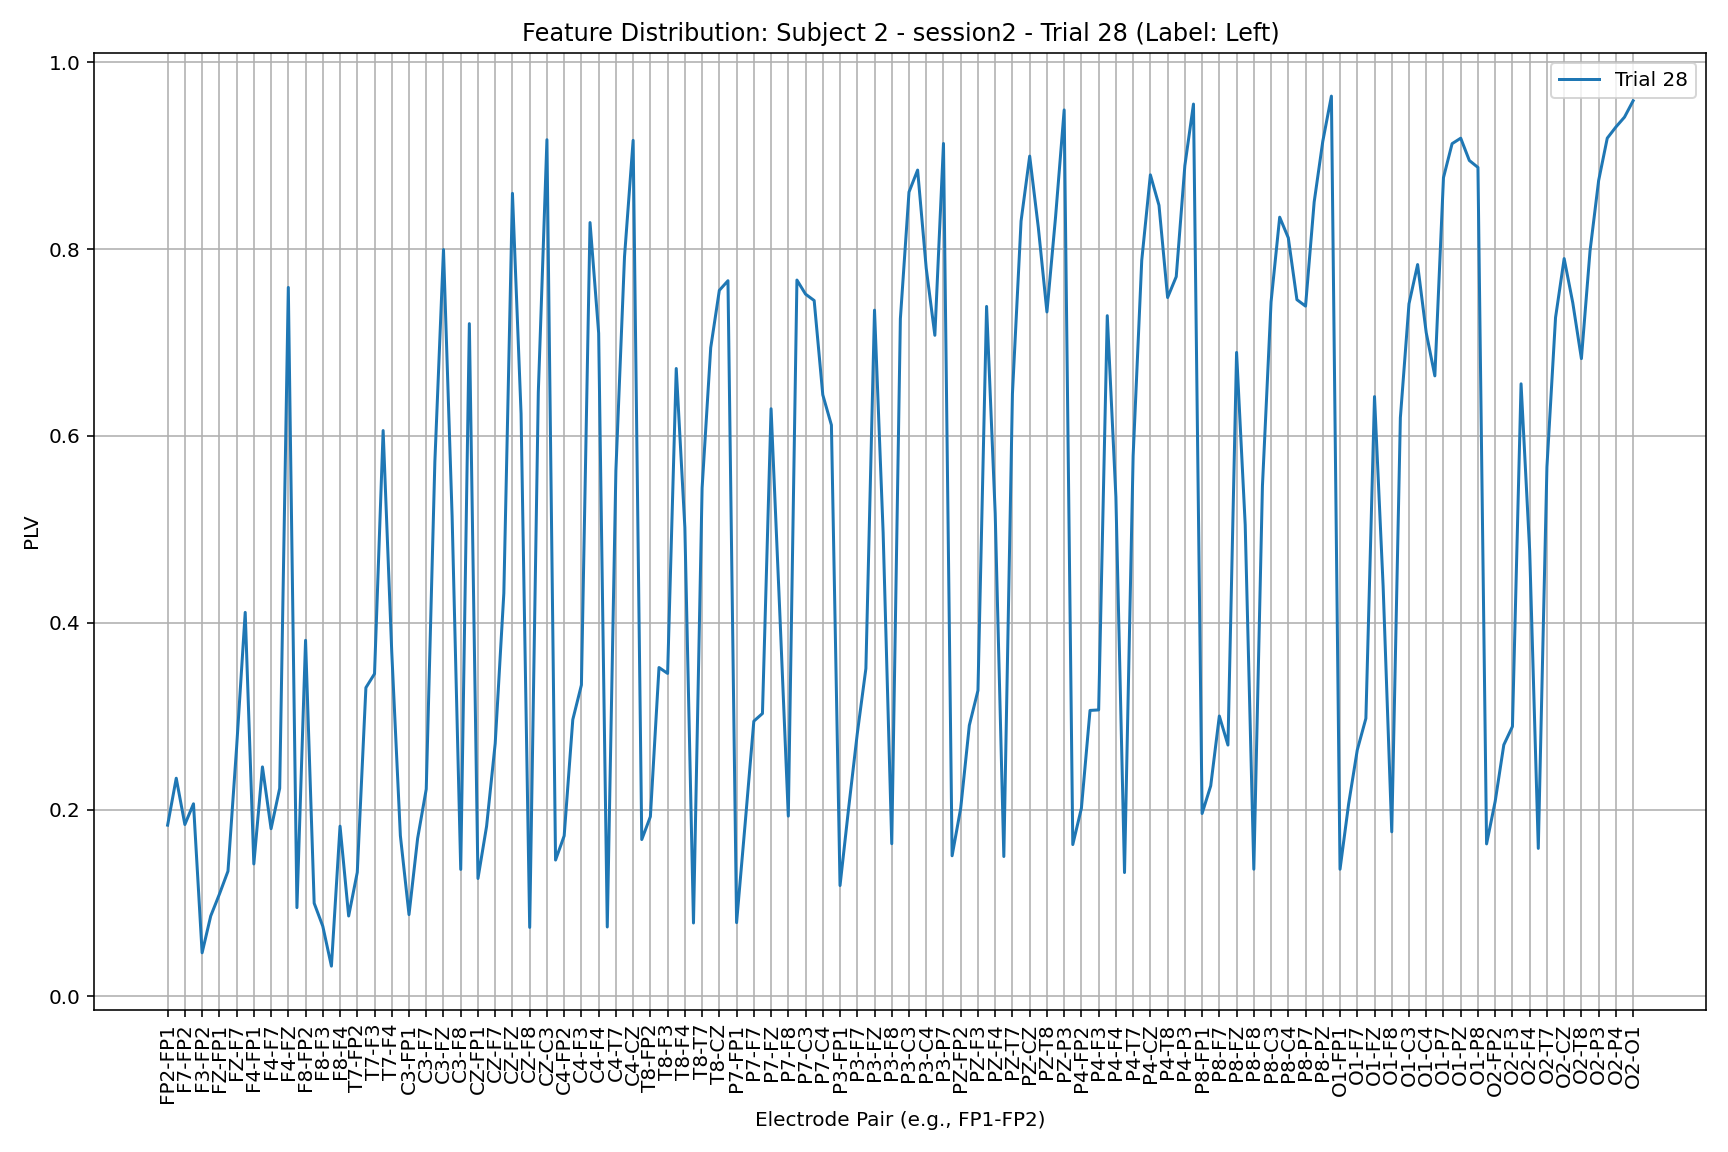 Feature Distribution: Subject 2 - session2 - Trial 28 (Label: Left)
Trial 28
PLV
1.0
0.8
0.6
0.4
0.2
0.0
FP2-FP1
F7-FP2
F3-FP2
FZ-FP1
FZ-F7
F4-FP1
F4-F7
F4-FZ
F8-FP2
F8-F3
F8-F4
T7-FP2
T7-F3
T7-F4
C3-FP1
C3-F7
C3-FZ
C3-F8
CZ-FP1
CZ-F7
CZ-FZ
CZ-F8
CZ-C3
C4-FP2
C4-F3
C4-F4
C4-T7
C4-CZ
T8-FP2
T8-F3
T8-F4
T8-T7
T8-CZ
P7-FP1
P7-F7
P7-FZ
P7-F8
P7-C3
P7-C4
P3-FP1
P3-F7
P3-FZ
P3-F8
P3-C3
P3-C4
P3-P7
PZ-FP2
PZ-F3
PZ-F4
PZ-T7
PZ-CZ
PZ-T8
PZ-P3
P4-FP2
P4-F3
P4-F4
P4-T7
P4-CZ
P4-T8
P4-P3
P8-FP1
P8-F7
P8-FZ
P8-F8
P8-C3
P8-C4
P8-P7
P8-PZ
O1-FP1
O1-F7
O1-FZ
O1-F8
O1-C3
O1-C4
O1-P7
O1-PZ
O1-P8
O2-FP2
O2-F3
O2-F4
O2-T7
O2-CZ
O2-T8
O2-P3
O2-P4
O2-O1
Electrode Pair (e.g., FP1-FP2)